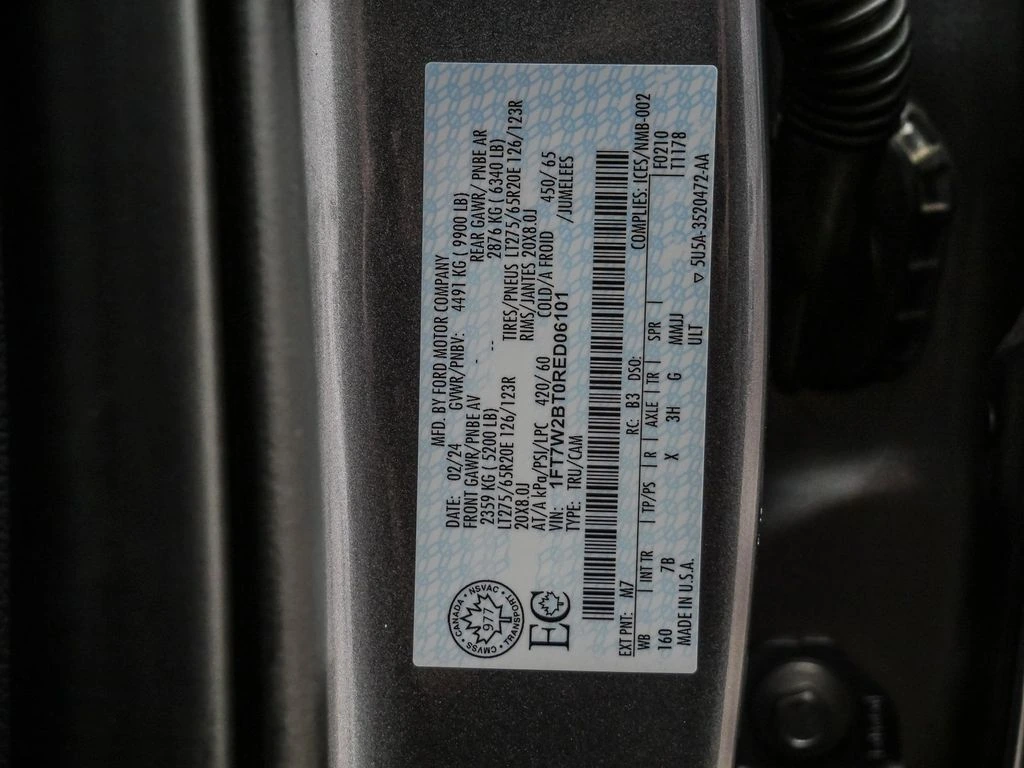 MFD. BY FORD MOTOR COMPANY
DATE: 02/24 GVWR/PNBV: 4491 KG ( 9900 LB)
FRONT GAWR/PNBE AV - REAR GAWR/ PNBE AR
2359 KG ( 5200 LB) -- 2876 KG ( 6340 LB)
LT275/65R20E 126/123R TIRES/PNEUS LT275/65R20E 126/123R
20X8.0J RIMS/JANTES 20X8.0J
AT/A kPa/PSI/LPC 420/ 60 COLD/A FROID 450/ 65
VIN: 1FT7W2BT0RED06101 /JUMELEES
TYPE: TRU/CAM
CANADA • NSVAC • TRANSPORT • CMVSS •
977
EC
COMPLIES: ICES/NMB-002
EXT PNT: M7 RC: B3 DSO: F0210
WB | INT TR | TP/PS | R | AXLE | TR | SPR | T1178
160 7B X 3H G MMJJ
MADE IN U.S.A. ULT
▽ 5U5A-3520472-AA